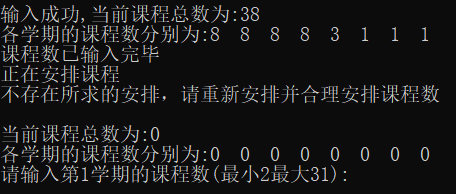 输入成功,当前课程总数为:38
各学期的课程数分别为:8 8 8 8 3 1 1 1
课程数已输入完毕
正在安排课程
不存在所求的安排，请重新安排并合理安排课程数

当前课程总数为:0
各学期的课程数分别为:0 0 0 0 0 0 0 0
请输入第1学期的课程数(最小2最大31):